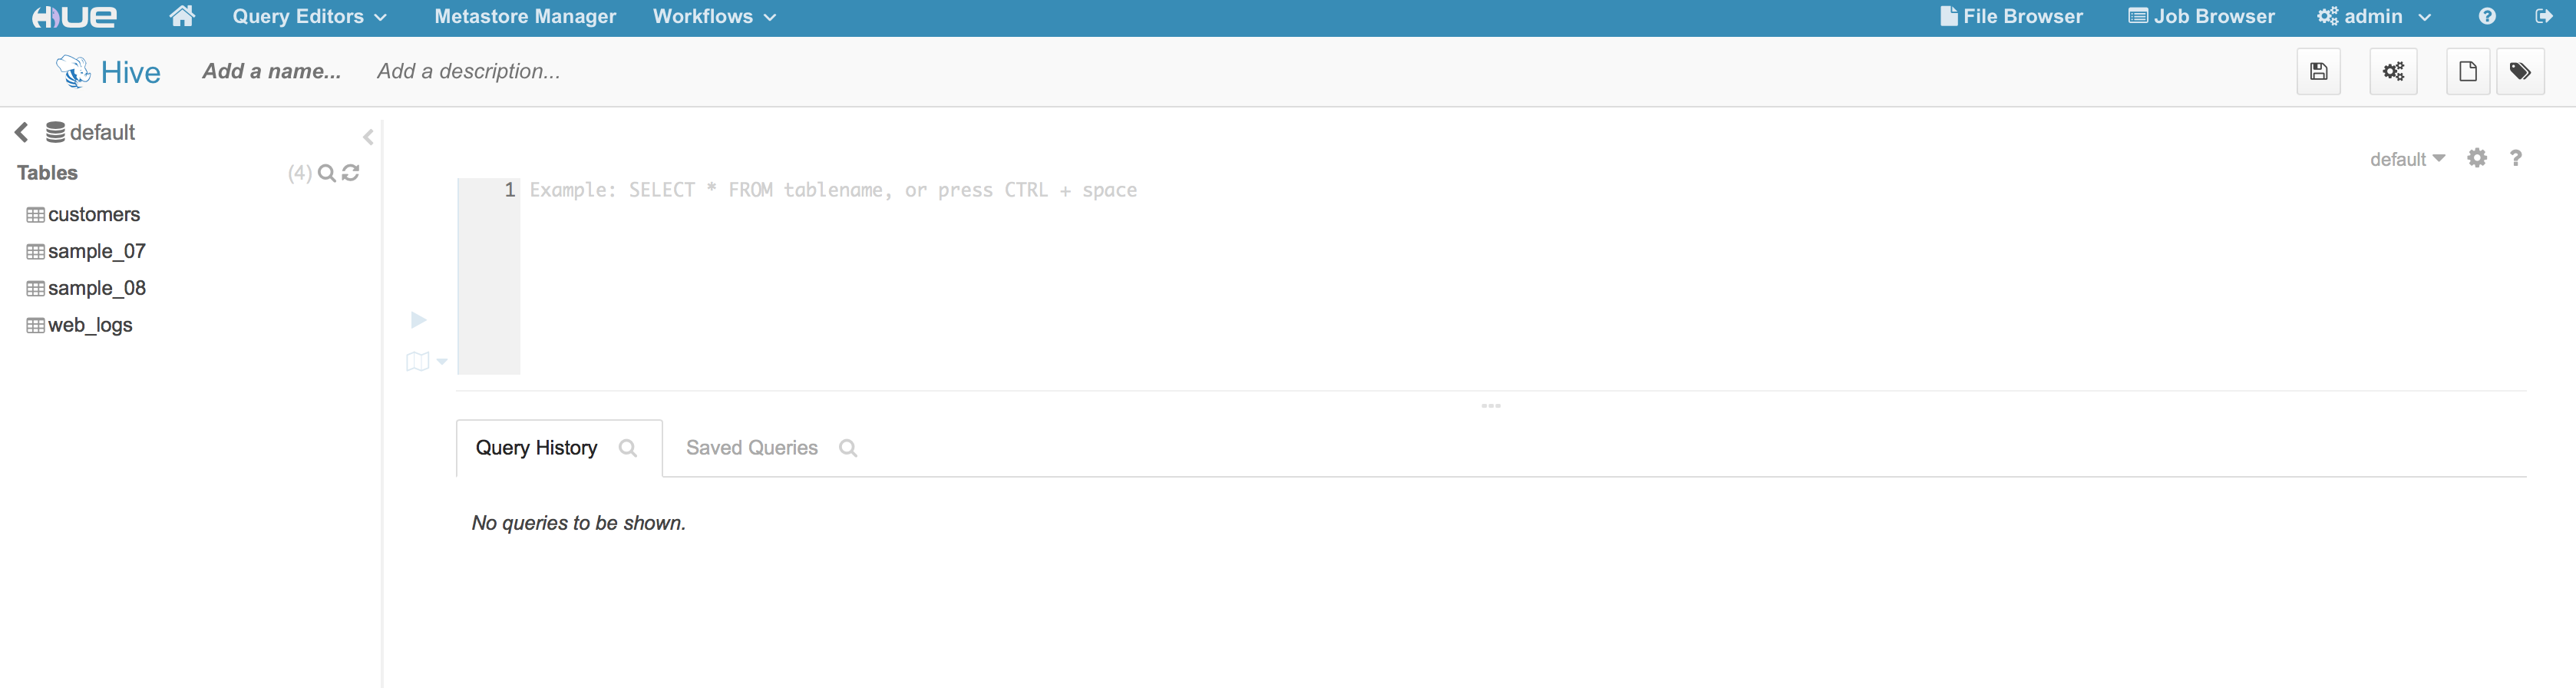 HUE Query Editors Metastore Manager Workflows File Browser Job Browser admin ?
Hive Add a name... Add a description...
default
Tables (4)
customers
sample_07
sample_08
web_logs
default ?
1 Example: SELECT * FROM tablename, or press CTRL + space
Query History Saved Queries
No queries to be shown.